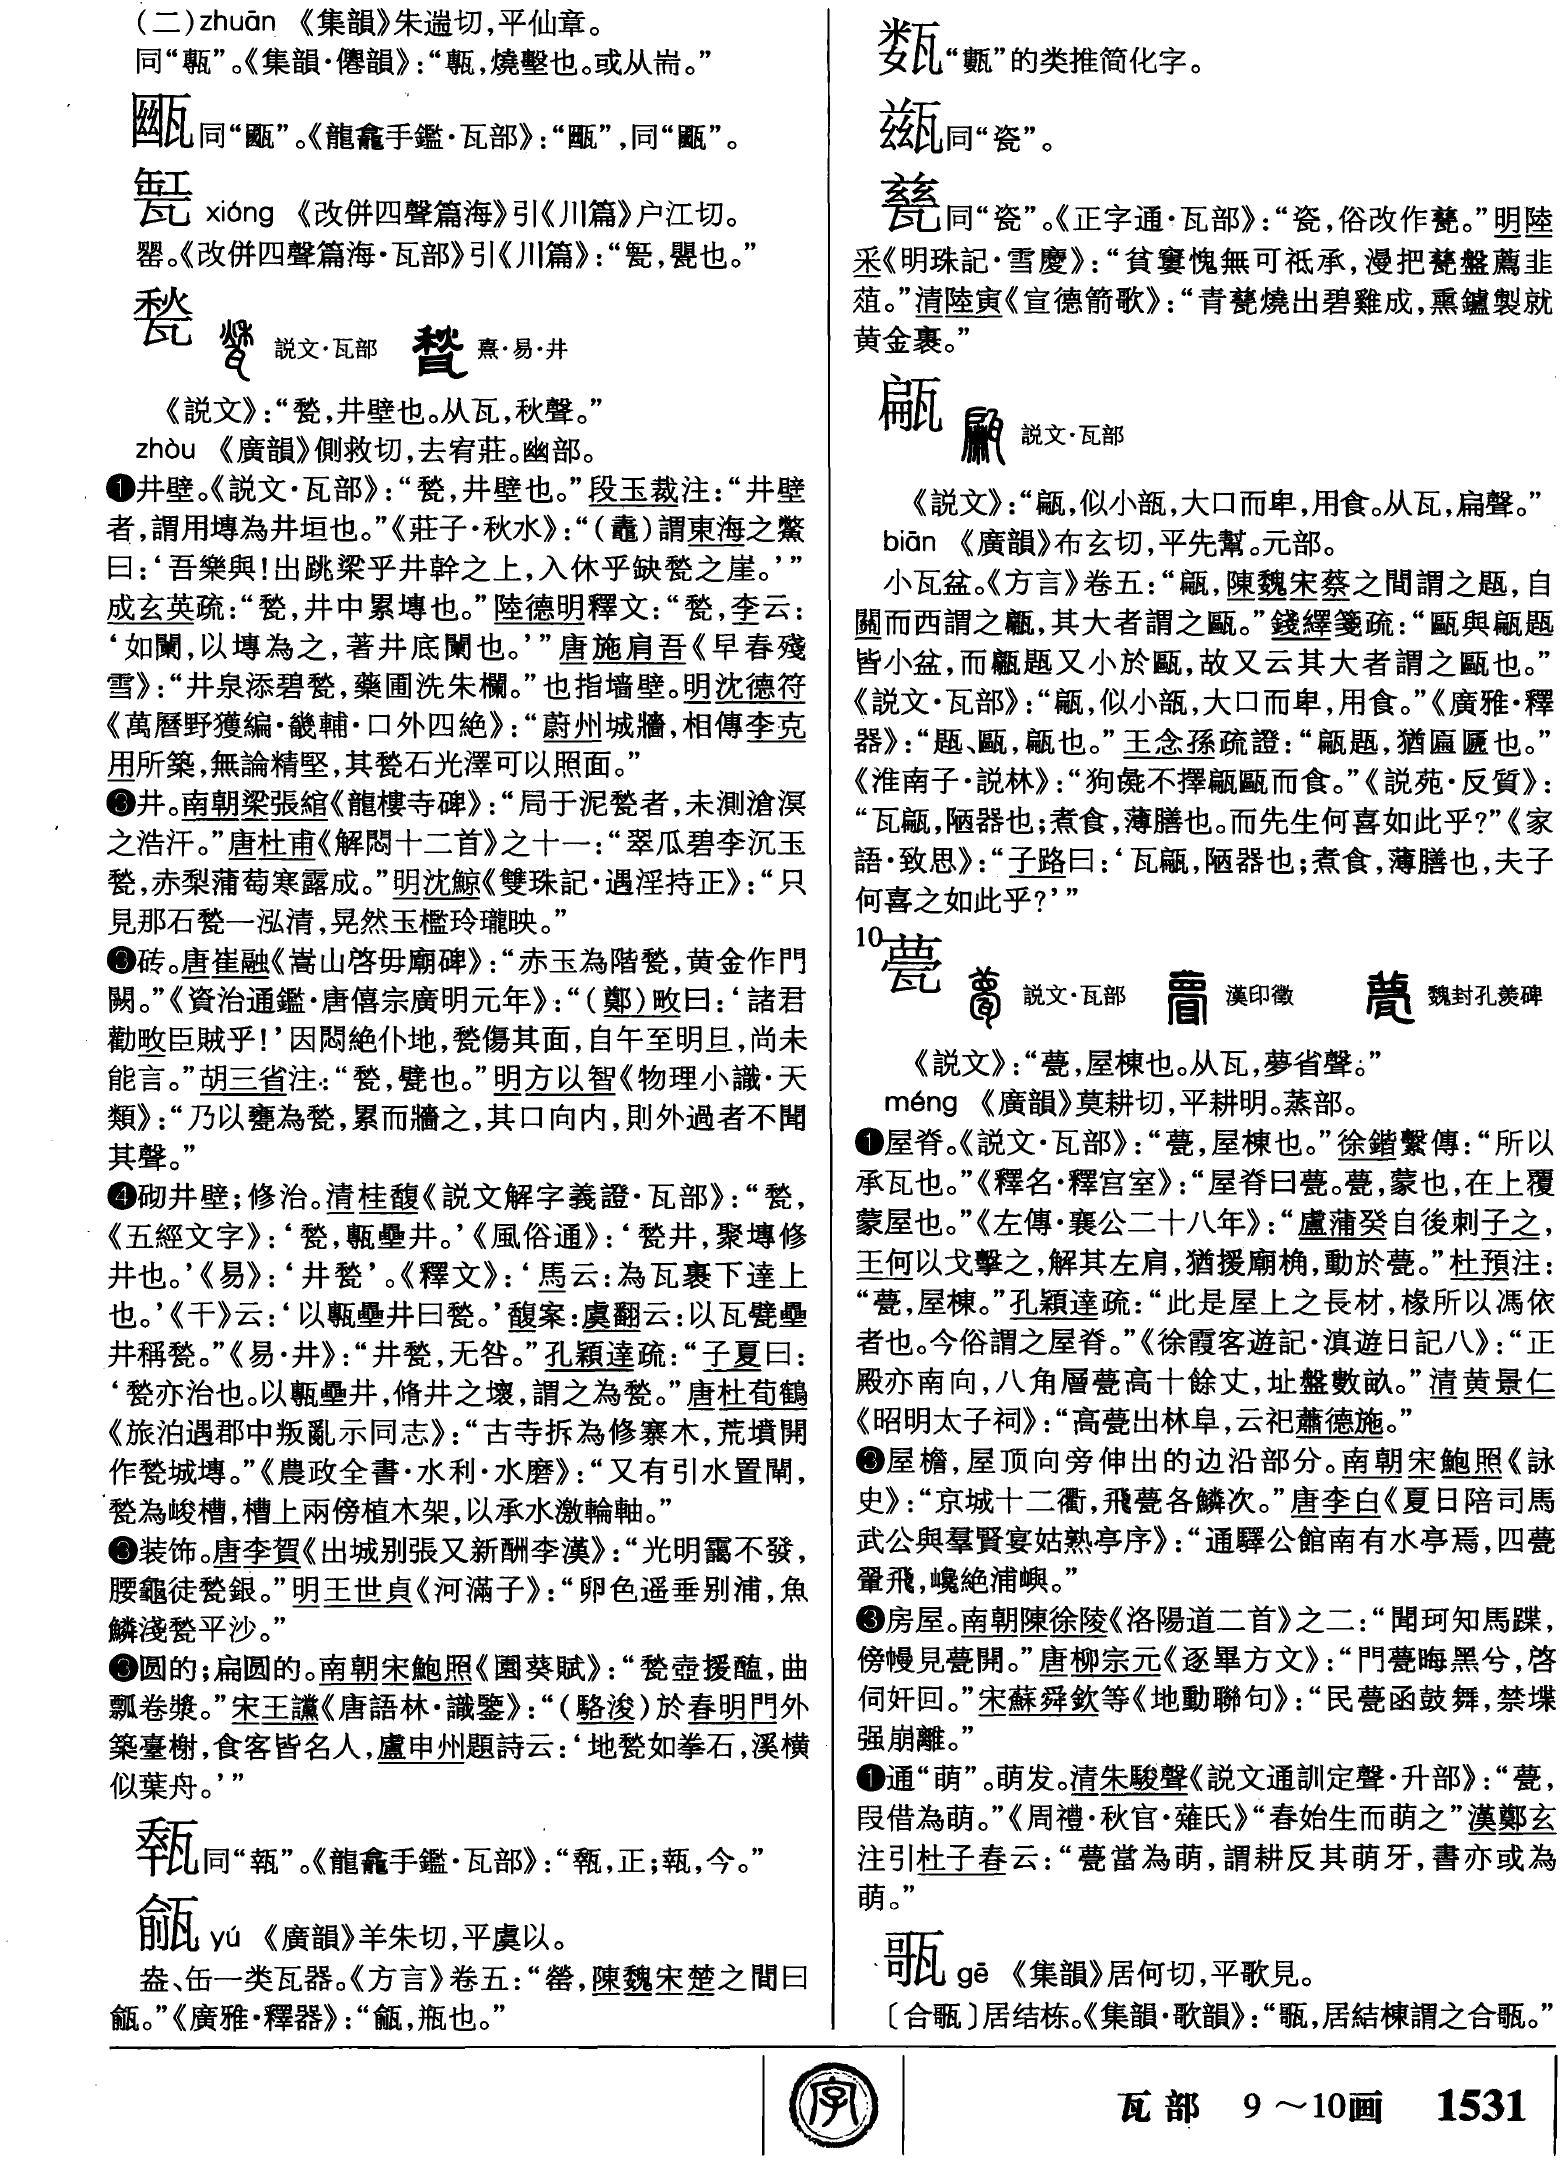 (二)zhuān 《集韻》朱遄切,平仙章。
同“甎”。《集韻·僊韻》:“甎,燒墼也。或从耑。”
同“㽈”。《龍龕手鑑·瓦部》:
xióng 《改併四聲篇海》引《川篇》户江切。
罂。《改併四聲篇海·瓦部》引《川篇》:“㼚,甖也。”
甃 説文·瓦部 熹·易·井
《説文》:“甃,井壁也。从瓦,秋聲。”
zhòu 《廣韻》側救切,去宥莊。幽部。
❶井壁。《説文·瓦部》:“甃,井壁也。”段玉裁注:“井壁
者,謂用塼為井垣也。”《莊子·秋水》:“(鼃)謂東海之鱉
曰:‘吾樂與!出跳梁乎井幹之上,入休乎缺甃之崖。’”
成玄英疏:“甃,井中累塼也。”陸德明釋文:“甃,李云:
‘如闌,以塼為之,著井底闌也。’”唐施肩吾《早春殘
雪》:“井泉添碧甃,藥圃洗朱欄。”也指墙壁。明沈德符
《萬曆野獲編·畿輔·口外四絶》:“蔚州城牆,相傳李克
用所築,無論精堅,其甃石光澤可以照面。”
❸井。南朝梁張綰《龍樓寺碑》:“局于泥甃者,未測滄溟
之浩汗。”唐杜甫《解悶十二首》之十一:“翠瓜碧李沉玉
甃,赤梨蒲萄寒露成。”明沈鯨《雙珠記·遇淫持正》:“只
見那石甃一泓清,晃然玉檻玲瓏映。”
❸砖。唐崔融《嵩山啓毋廟碑》:“赤玉為階甃,黄金作門
闕。”《資治通鑑·唐僖宗廣明元年》:“(鄭)畋曰:‘諸君
勸畋臣賊乎!’因悶絶仆地,甃傷其面,自午至明旦,尚未
能言。”胡三省注:“甃,甓也。”明方以智《物理小識·天
類》:“乃以甕為甃,累而牆之,其口向内,則外過者不聞
其聲。”
❹砌井壁;修治。清桂馥《説文解字義證·瓦部》:“甃,
《五經文字》:‘甃,甎壘井。’《風俗通》:‘甃井,聚塼修
井也。’《易》:‘井甃’。《釋文》:‘馬云:為瓦裹下達上
也。’《干》云:‘以甎壘井曰甃。’馥案:虞翻云:以瓦甓壘
井稱甃。”《易·井》:“井甃,无咎。”孔穎達疏:“子夏曰:
‘甃亦治也。以甎壘井,脩井之壞,謂之為甃。”唐杜荀鶴
《旅泊遇郡中叛亂示同志》:“古寺拆為修寨木,荒墳開
作甃城塼。”《農政全書·水利·水磨》:“又有引水置閘,
甃為峻槽,槽上兩傍植木架,以承水激輪軸。”
❸装饰。唐李賀《出城别張又新酬李漢》:“光明靄不發,
腰龜徒甃銀。”明王世貞《河滿子》:“卵色遥垂别浦,魚
鱗淺甃平沙。”
❸圆的;扁圆的。南朝宋鮑照《園葵賦》:“甃壺援醢,曲
瓢卷漿。”宋王讜《唐語林·識鑒》:“(駱浚)於春明門外
築臺榭,食客皆名人,盧申州題詩云:‘地甃如拳石,溪横
似葉舟。’”
同“㼬”。《龍龕手鑑·瓦部》:
㼶 yú 《廣韻》羊朱切,平虞以。
盎、缶一类瓦器。《方言》卷五:“罃,陳魏宋楚之間曰
㼶。”《廣雅·釋器》:“㼶,瓶也。”
“甊”的类推简化字。
同“瓷”。
甆同“瓷”。《正字通·瓦部》:“瓷,俗改作甆。”明陸
采《明珠記·雪慶》:“貧窶愧無可祗承,漫把甆盤薦韭
菹。”清陸寅《宣德箭歌》:“青甆燒出碧雞成,熏鑪製就
黄金裹。”
甂 説文·瓦部
《説文》:“甂,似小瓿,大口而卑,用食。从瓦,扁聲。”
biān 《廣韻》布玄切,平先幫。元部。
小瓦盆。《方言》卷五:“甂,陳魏宋蔡之間謂之㼵,自
關而西謂之甂,其大者謂之甌。”錢繹箋疏:“甌與甂㼵
皆小盆,而甂㼵又小於甌,故又云其大者謂之甌也。”
《説文·瓦部》:“甂,似小瓿,大口而卑,用食。”《廣雅·釋
器》:“㼵、甌,甂也。”王念孫疏證:“甂㼵,猶匾㔸也。”
《淮南子·説林》:“狗彘不擇甂甌而食。”《説苑·反質》:
“瓦甂,陋器也;煮食,薄膳也。而先生何喜如此乎?”《家
語·致思》:“子路曰:‘瓦甂,陋器也;煮食,薄膳也,夫子
何喜之如此乎?’”
10
甍 説文·瓦部 漢印徵 魏封孔羨碑
《説文》:“甍,屋棟也。从瓦,夢省聲。”
méng 《廣韻》莫耕切,平耕明。蒸部。
❶屋脊。《説文·瓦部》:“甍,屋棟也。”徐鍇繫傳:“所以
承瓦也。”《釋名·釋宫室》:“屋脊曰甍。甍,蒙也,在上覆
蒙屋也。”《左傳·襄公二十八年》:“盧蒲癸自後刺子之,
王何以戈擊之,解其左肩,猶援廟桷,動於甍。”杜預注:
“甍,屋棟。”孔穎達疏:“此是屋上之長材,椽所以馮依
者也。今俗謂之屋脊。”《徐霞客遊記·滇遊日記八》:“正
殿亦南向,八角層甍高十餘丈,址盤數畝。”清黄景仁
《昭明太子祠》:“高甍出林阜,云祀蕭德施。”
❸屋檐,屋顶向旁伸出的边沿部分。南朝宋鮑照《詠
史》:“京城十二衢,飛甍各鱗次。”唐李白《夏日陪司馬
武公與羣賢宴姑熟亭序》:“通驛公館南有水亭焉,四甍
翬飛,巉絶浦嶼。”
❸房屋。南朝陳徐陵《洛陽道二首》之二:“聞珂知馬蹀,
傍幰見甍開。”唐柳宗元《逐畢方文》:“門甍晦黑兮,啓
伺奸回。”宋蘇舜欽等《地動聯句》:“民甍函鼓舞,禁堞
强崩離。”
❶通“萌”。萌发。清朱駿聲《説文通訓定聲·升部》:“甍,
叚借為萌。”《周禮·秋官·薙氏》“春始生而萌之”漢鄭玄
注引杜子春云:“甍當為萌,謂耕反其萌牙,書亦或為
萌。”
㼥 gē 《集韻》居何切,平歌見。
〔合㼥〕居结栋。《集韻·歌韻》:“㼥,居結棟謂之合㼥。”
字
瓦部 9～10画 1531